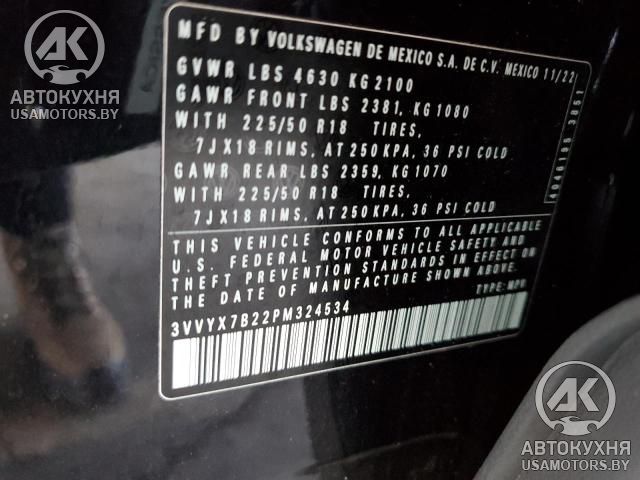 MFD BY VOLKSWAGEN DE MEXICO S.A. DE C.V. MEXICO 11/22
GVWR LBS 4630 KG 2100
GAWR FRONT LBS 2381, KG 1080
WITH 225/50 R18 TIRES,
7JX18 RIMS, AT 250 KPA, 36 PSI COLD
GAWR REAR LBS 2359, KG 1070
WITH 225/50 R18 TIRES,
7JX18 RIMS, AT 250 KPA, 36 PSI COLD
THIS VEHICLE CONFORMS TO ALL APPLICABLE
U.S. FEDERAL MOTOR VEHICLE SAFETY AND
THEFT PREVENTION STANDARDS IN EFFECT ON
THE DATE OF MANUFACTURE SHOWN ABOVE.
3VVYX7B22PM324534 TYPE: MPV
AK
АВТОКУХНЯ
USAMOTORS.BY
AK
АВТОКУХНЯ
USAMOTORS.BY